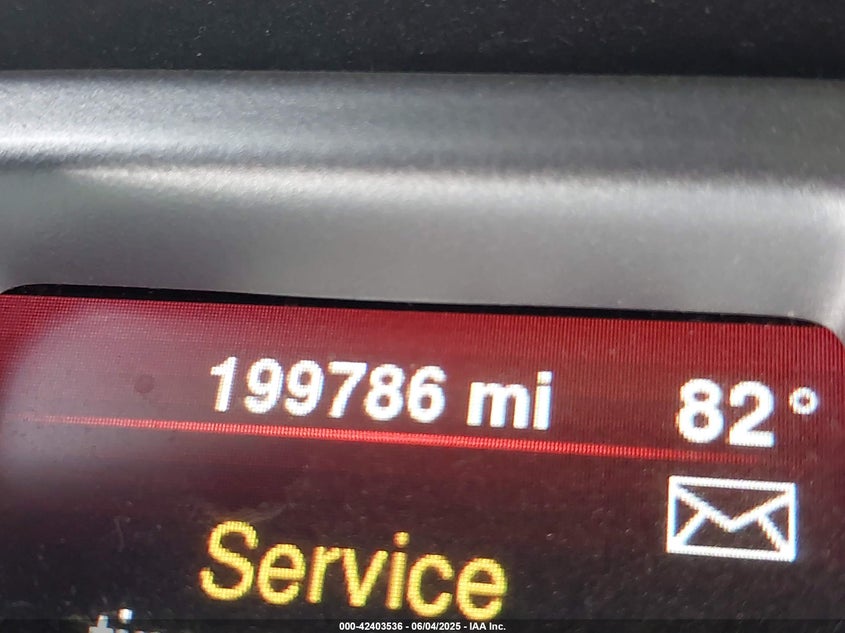 199786 mi 82°
Service
000-42403536 - 06/04/2025 - IAA Inc.